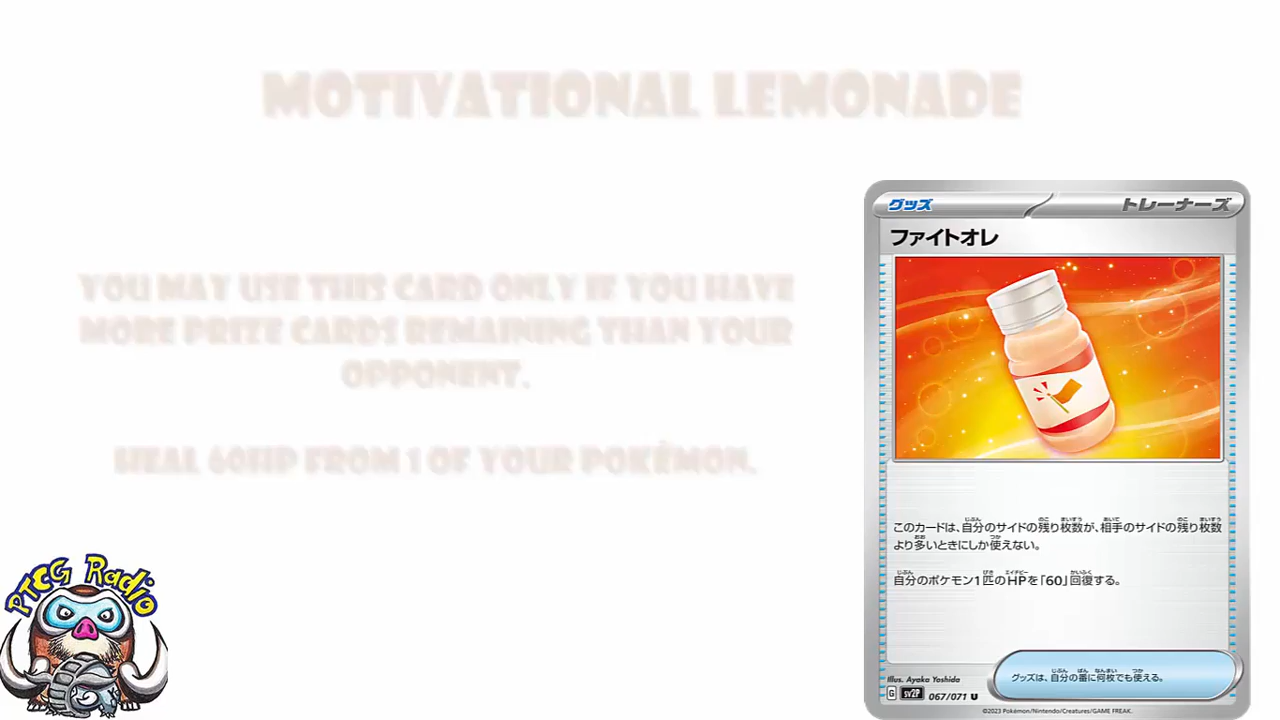 MOTIVATIONAL LEMONADE
YOU MAY USE THIS CARD ONLY IF YOU HAVE
MORE PRIZE CARDS REMAINING THAN YOUR
OPPONENT.
HEAL 60HP FROM 1 OF YOUR POKÉMON.
PTCG Radio
グッズ
トレーナーズ
ファイトオレ
このカードは、自分のサイドの残り枚数が、相手のサイドの残り枚数
より多いときにしか使えない。
自分のポケモン1匹のHPを「60」回復する。
グッズは、自分の番に何枚でも使える。
Illus. Ayaka Yoshida
G SV2P 067/071 U
©2023 Pokémon/Nintendo/Creatures/GAME FREAK.